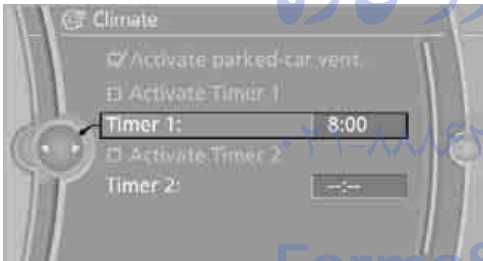 Climate
☑ Activate parked-car vent.
☐ Activate Timer 1
Timer 1: 8:00
☐ Activate Timer 2
Timer 2: --:--